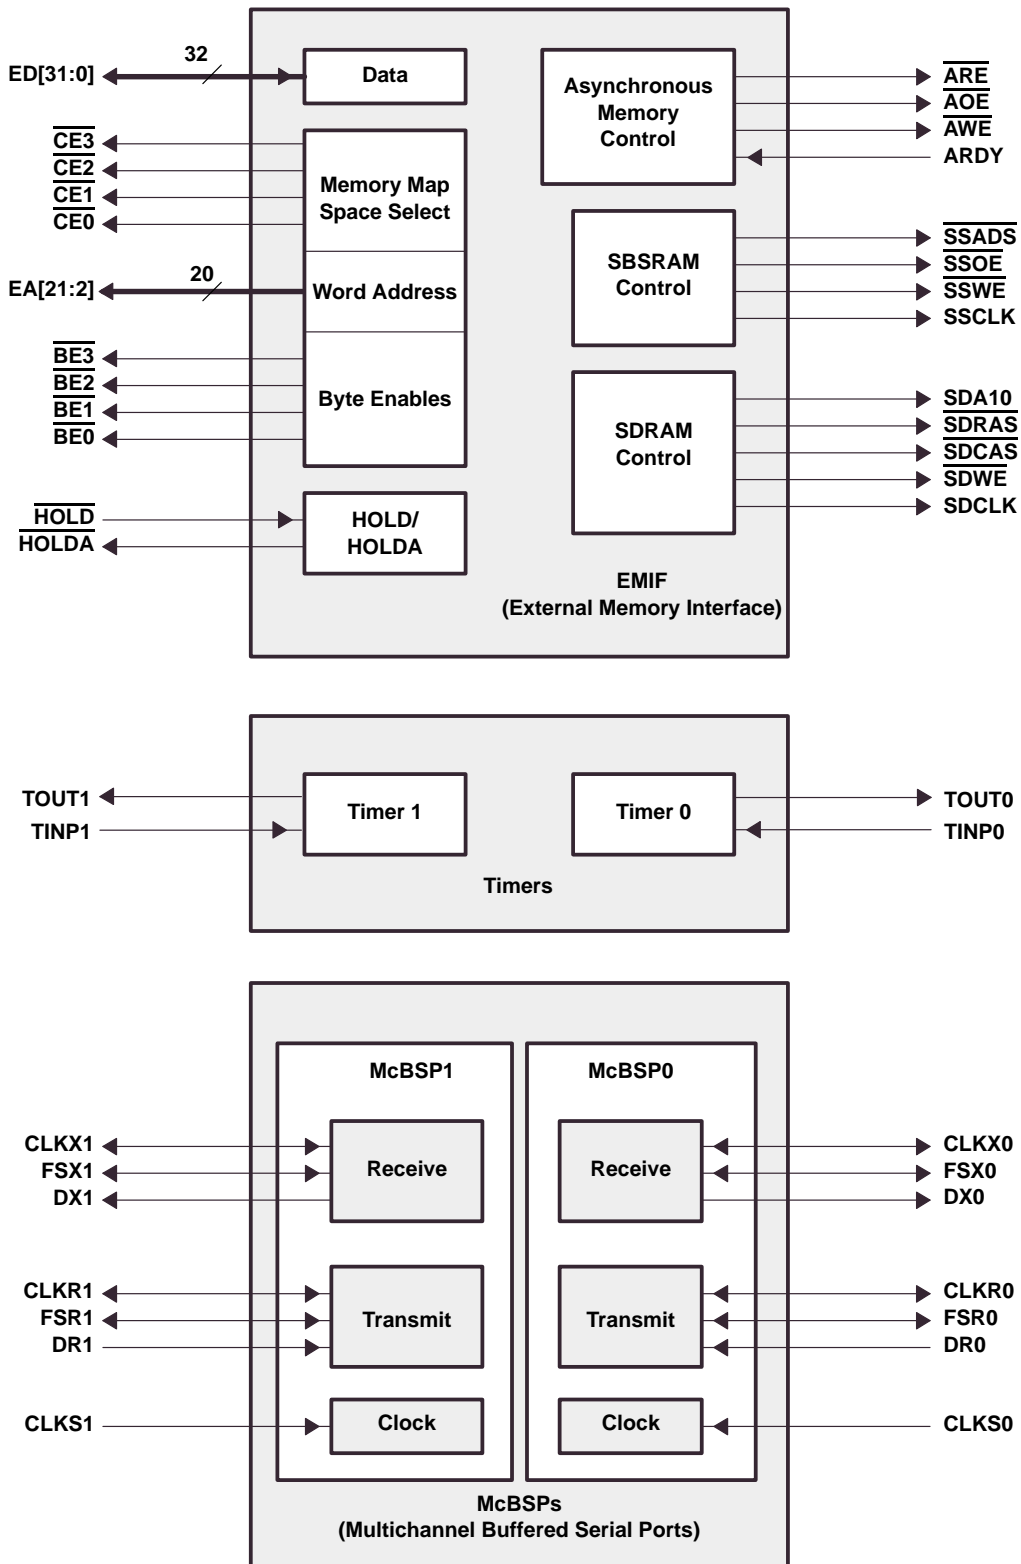 32
ED[31:0]
Data
CE3
CE2
CE1
CE0
Memory Map
Space Select
20
EA[21:2]
Word Address
BE3
BE2
BE1
BE0
Byte Enables
HOLD
HOLDA
HOLD/
HOLDA
Asynchronous
Memory
Control
ARE
AOE
AWE
ARDY
SBSRAM
Control
SSADS
SSOE
SSWE
SSCLK
SDRAM
Control
SDA10
SDRAS
SDCAS
SDWE
SDCLK
EMIF
(External Memory Interface)
TOUT1
TINP1
Timer 1
Timer 0
TOUT0
TINP0
Timers
McBSP1
McBSP0
CLKX1
FSX1
DX1
Receive
Receive
CLKX0
FSX0
DX0
CLKR1
FSR1
DR1
Transmit
Transmit
CLKR0
FSR0
DR0
CLKS1
Clock
Clock
CLKS0
McBSPs
(Multichannel Buffered Serial Ports)